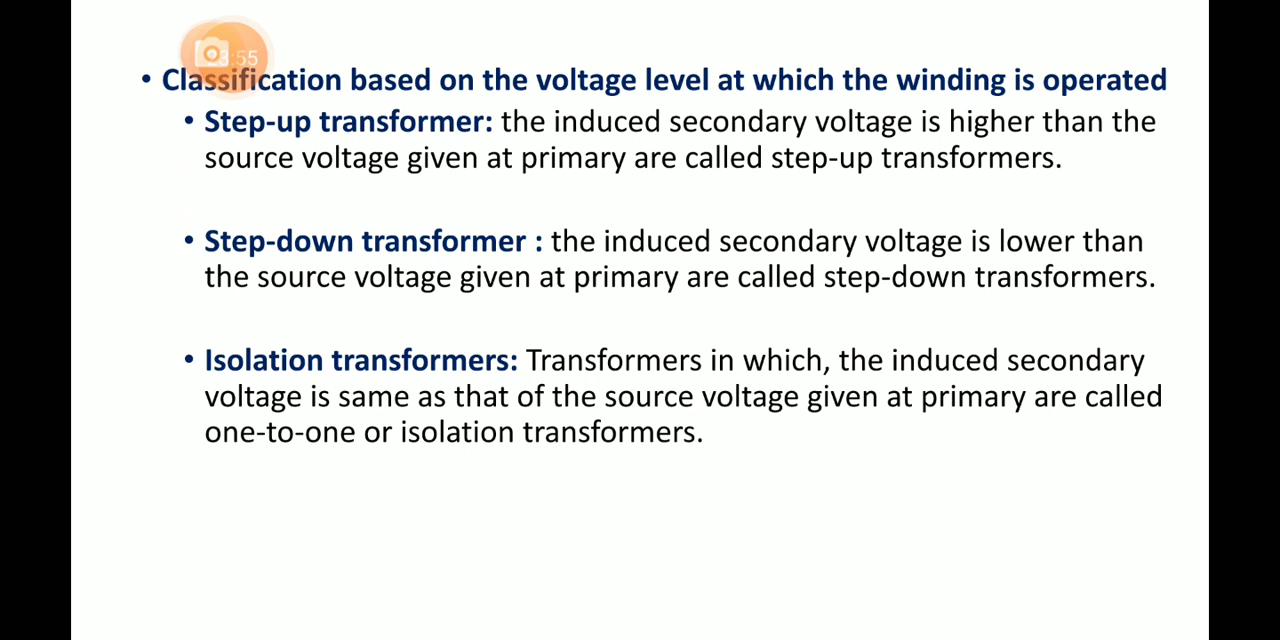 23:55
• Classification based on the voltage level at which the winding is operated
• Step-up transformer: the induced secondary voltage is higher than the
source voltage given at primary are called step-up transformers.
• Step-down transformer : the induced secondary voltage is lower than
the source voltage given at primary are called step-down transformers.
• Isolation transformers: Transformers in which, the induced secondary
voltage is same as that of the source voltage given at primary are called
one-to-one or isolation transformers.